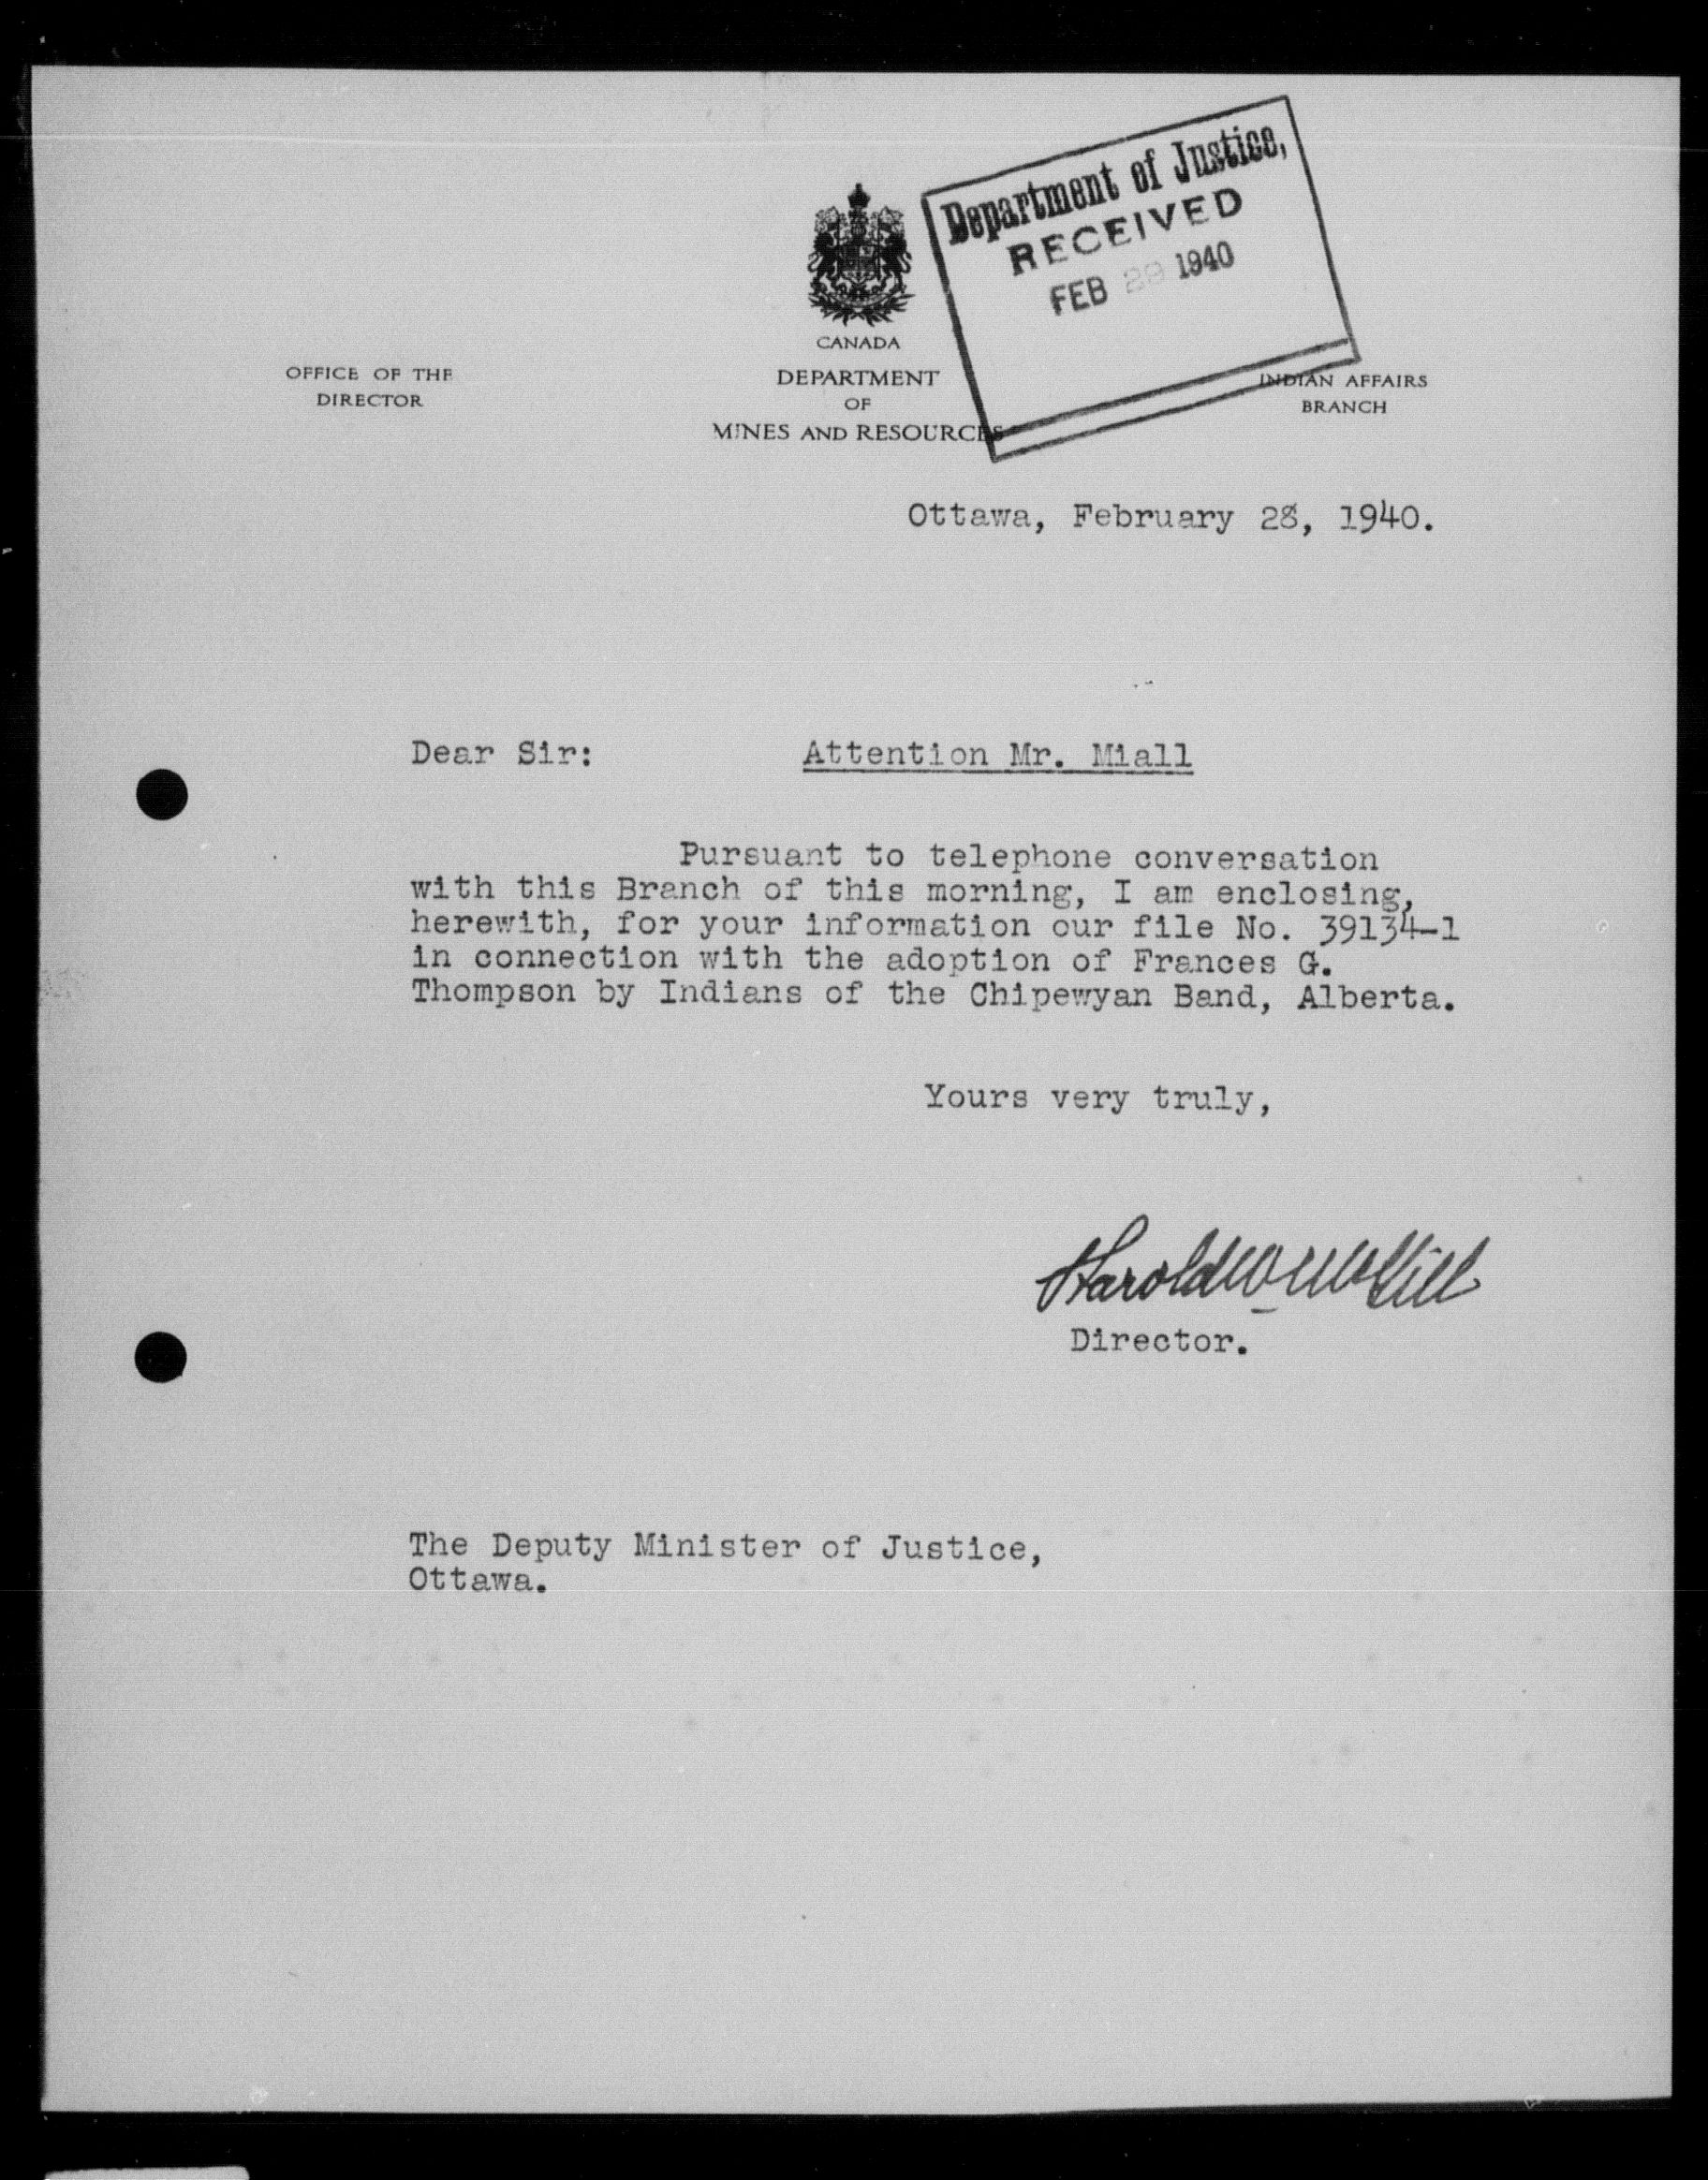 Department of Justice,
RECEIVED
FEB 29 1940
CANADA
OFFICE OF THE
DIRECTOR
DEPARTMENT
OF
MINES AND RESOURCES
INDIAN AFFAIRS
BRANCH
Ottawa, February 28, 1940.
Dear Sir: Attention Mr. Miall
Pursuant to telephone conversation
with this Branch of this morning, I am enclosing,
herewith, for your information our file No. 39134-1
in connection with the adoption of Frances G.
Thompson by Indians of the Chipewyan Band, Alberta.
Yours very truly,
Harold W McGill
Director.
The Deputy Minister of Justice,
Ottawa.